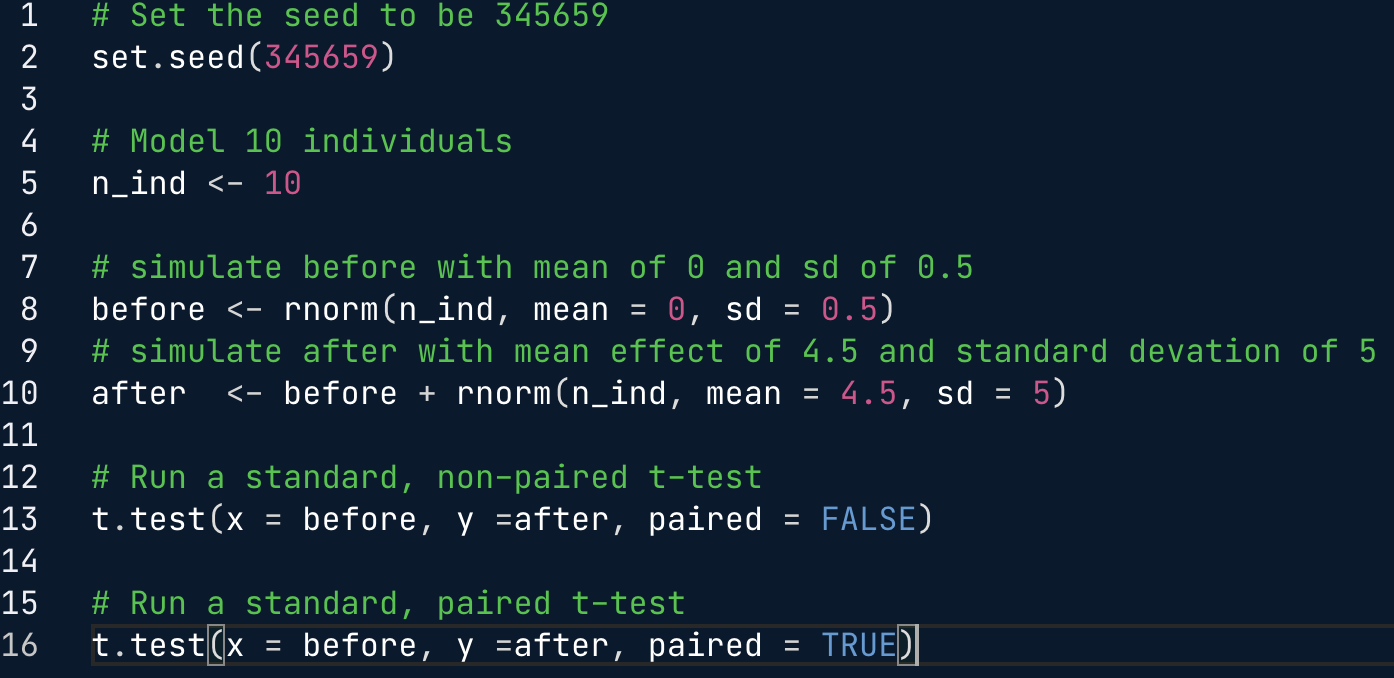 1 # Set the seed to be 345659
2 set.seed(345659)
3
4 # Model 10 individuals
5 n_ind <- 10
6
7 # simulate before with mean of 0 and sd of 0.5
8 before <- rnorm(n_ind, mean = 0, sd = 0.5)
9 # simulate after with mean effect of 4.5 and standard devation of 5
10 after  <- before + rnorm(n_ind, mean = 4.5, sd = 5)
11
12 # Run a standard, non-paired t-test
13 t.test(x = before, y =after, paired = FALSE)
14
15 # Run a standard, paired t-test
16 t.test(x = before, y =after, paired = TRUE)